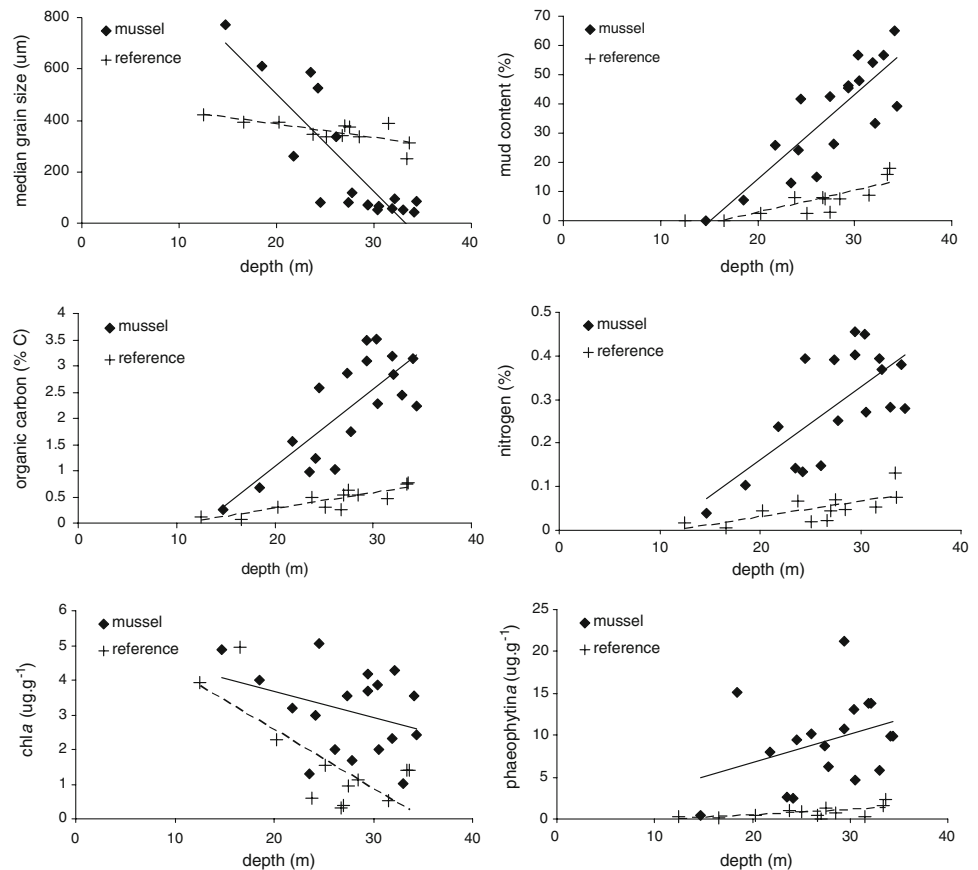 800
600
400
200
0
0 10 20 30 40
median grain size (um)
depth (m)
mussel
reference
70
60
50
40
30
20
10
0
0 10 20 30 40
mud content (%)
depth (m)
mussel
reference
4
3.5
3
2.5
2
1.5
1
0.5
0
0 10 20 30 40
organic carbon (% C)
depth (m)
mussel
reference
0.5
0.4
0.3
0.2
0.1
0
0 10 20 30 40
nitrogen (%)
depth (m)
mussel
reference
6
5
4
3
2
1
0
0 10 20 30 40
chla (ug.g-1)
depth (m)
mussel
reference
25
20
15
10
5
0
0 10 20 30 40
phaeophytina (ug.g-1)
depth (m)
mussel
reference